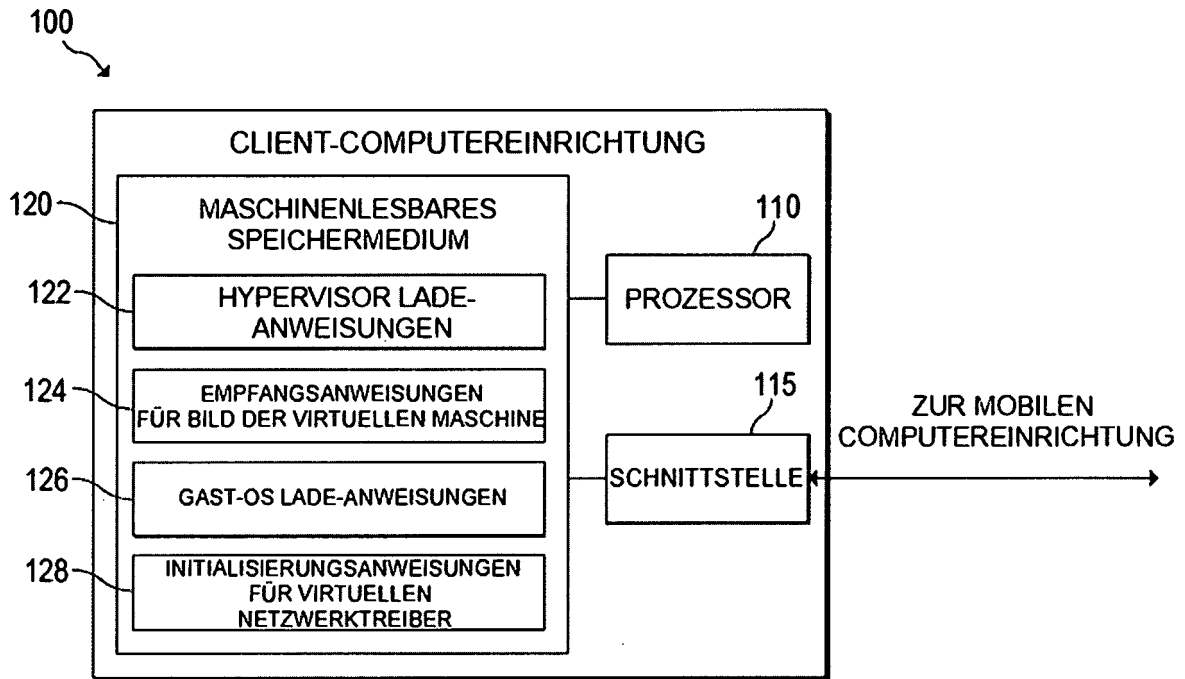 100
CLIENT-COMPUTEREINRICHTUNG
120
MASCHINENLESBARES
SPEICHERMEDIUM
110
122
HYPERVISOR LADE-
ANWEISUNGEN
PROZESSOR
124
EMPFANGSANWEISUNGEN
FÜR BILD DER VIRTUELLEN MASCHINE
115
ZUR MOBILEN
COMPUTEREINRICHTUNG
126
GAST-OS LADE-ANWEISUNGEN
SCHNITTSTELLE
128
INITIALISIERUNGSANWEISUNGEN
FÜR VIRTUELLEN
NETZWERKTREIBER